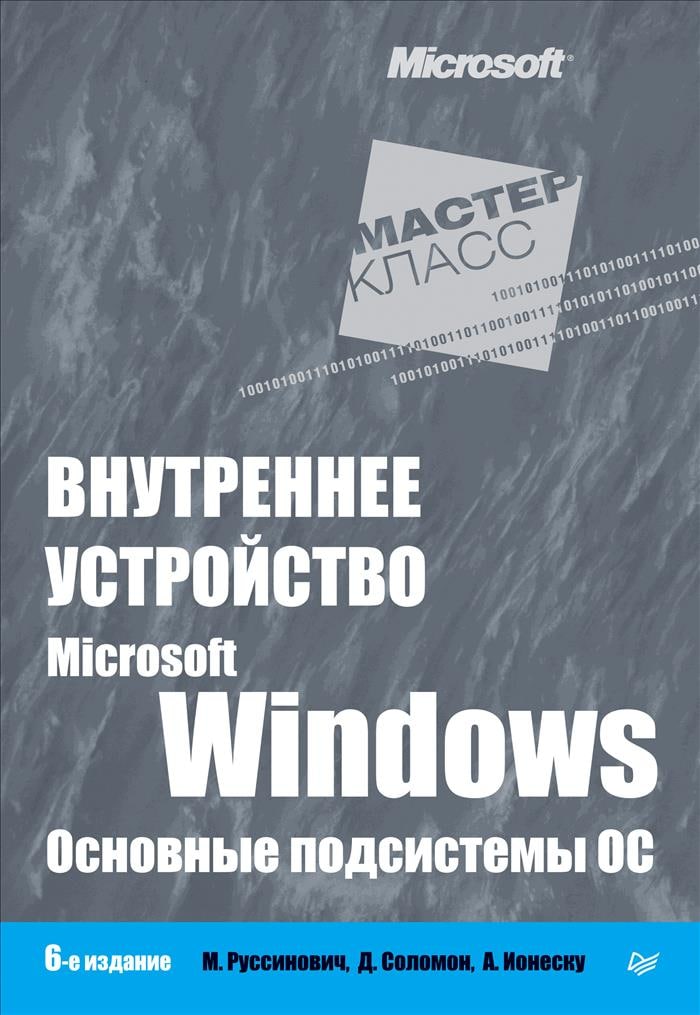 Microsoft®
МАСТЕР
КЛАСС
ВНУТРЕННЕЕ
УСТРОЙСТВО
Microsoft
Windows
Основные подсистемы ОС
6-е издание М. Руссинович, Д. Соломон, А. Ионеску